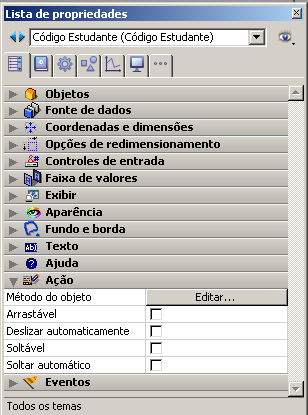 Lista de propriedades
Código Estudante (Código Estudante)
Objetos
Fonte de dados
Coordenadas e dimensões
Opções de redimensionamento
Controles de entrada
Faixa de valores
Exibir
Aparência
Fundo e borda
Texto
Ajuda
Ação
Método do objeto Editar...
Arrastável
Deslizar automaticamente
Soltável
Soltar automático
Eventos
Todos os temas